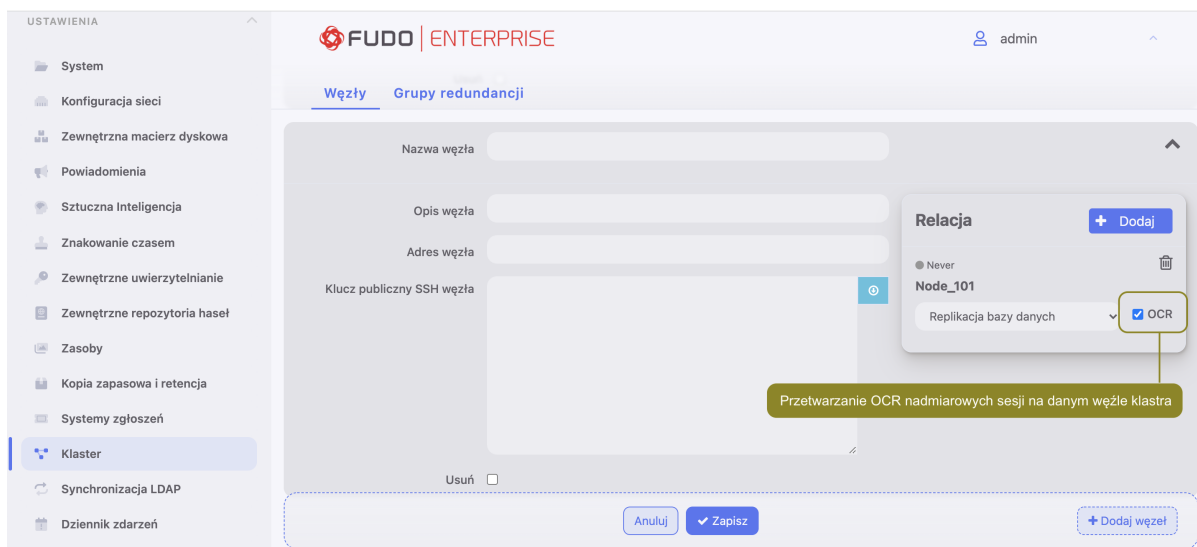 USTAWIENIA
System
Konfiguracja sieci
Zewnętrzna macierz dyskowa
Powiadomienia
Sztuczna Inteligencja
Znakowanie czasem
Zewnętrzne uwierzytelnianie
Zewnętrzne repozytoria haseł
Zasoby
Kopia zapasowa i retencja
Systemy zgłoszeń
Klaster
Synchronizacja LDAP
Dziennik zdarzeń
FUDO ENTERPRISE
admin
Węzły Grupy redundancji
Nazwa węzła
Opis węzła
Adres węzła
Klucz publiczny SSH węzła
Usuń
Relacja
Dodaj
Never
Node_101
Replikacja bazy danych
OCR
Przetwarzanie OCR nadmiarowych sesji na danym węźle klastra
Anuluj
Zapisz
Dodaj węzeł